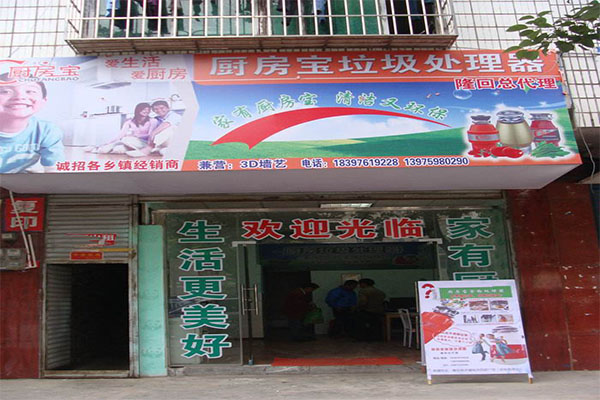 厨房宝
爱生活
爱厨房
诚招各乡镇经销商
厨房宝垃圾处理器
隆回总代理
家有厨房宝 清洁又环保
兼营：3D墙艺 电话：18397619228 13975980290
复印
欢迎光临
生活更美好
家有厨